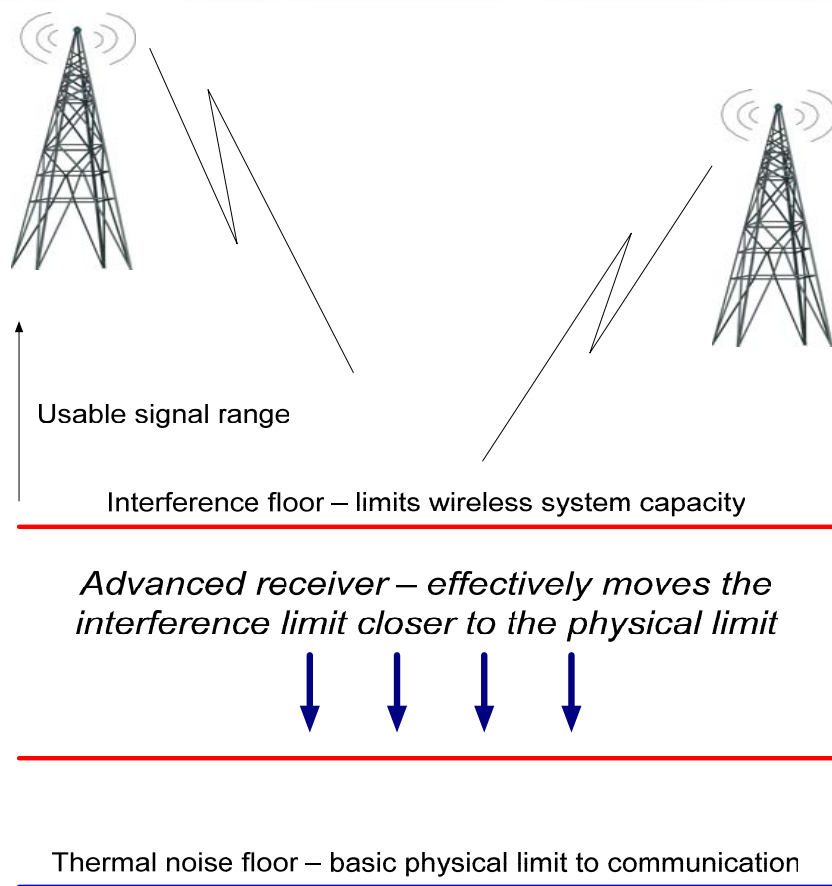 Usable signal range
Interference floor – limits wireless system capacity
Advanced receiver – effectively moves the
interference limit closer to the physical limit
Thermal noise floor – basic physical limit to communication